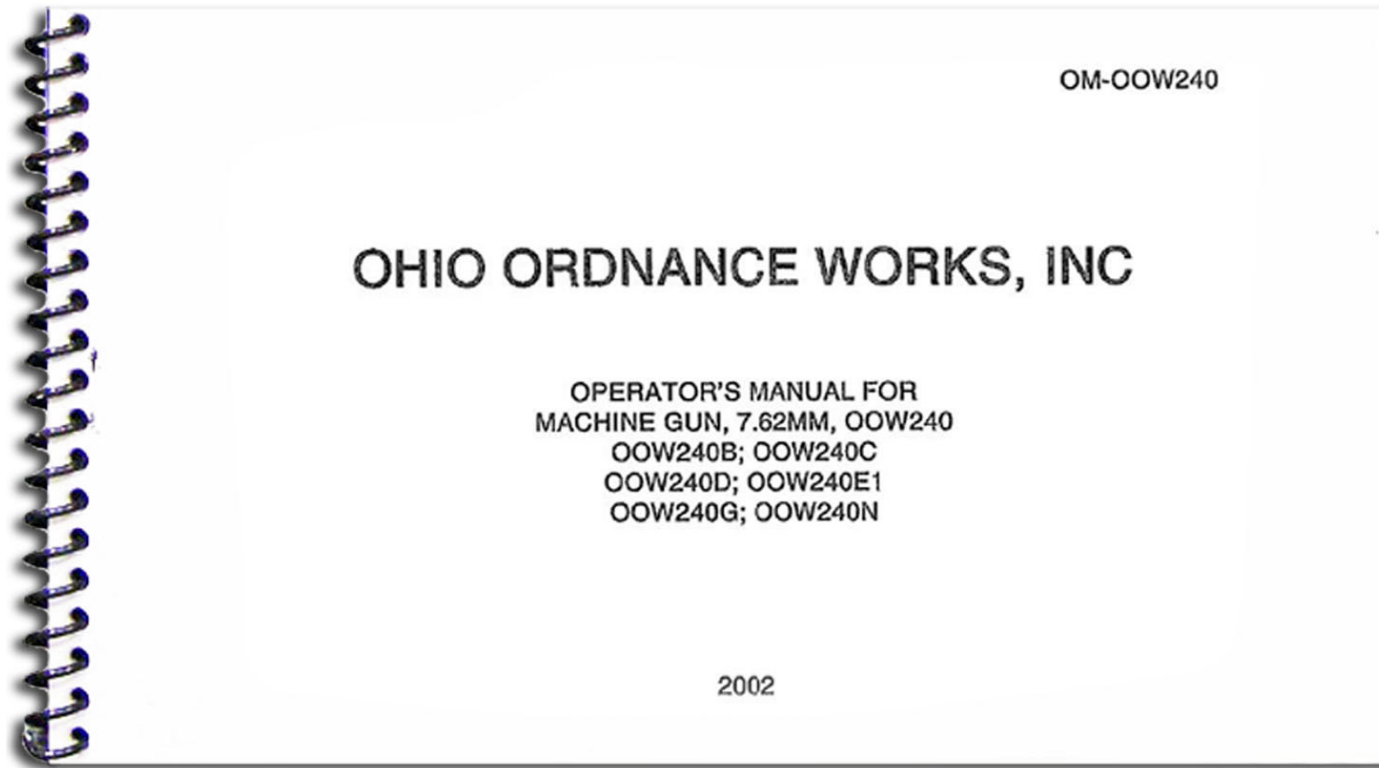 OM-OOW240
OHIO ORDNANCE WORKS, INC
OPERATOR'S MANUAL FOR
MACHINE GUN, 7.62MM, OOW240
OOW240B; OOW240C
OOW240D; OOW240E1
OOW240G; OOW240N
2002